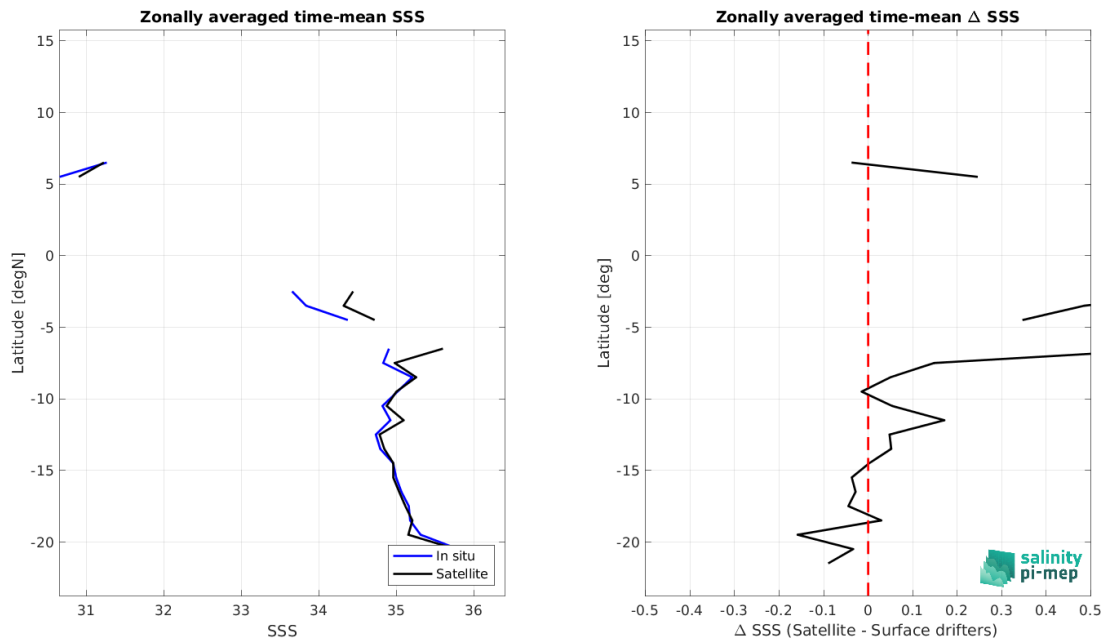 Zonally averaged time-mean SSS
15
10
5
0
-5
-10
-15
-20
Latitude [degN]
31 32 33 34 35 36
SSS
In situ
Satellite
Zonally averaged time-mean Δ SSS
15
10
5
0
-5
-10
-15
-20
Latitude [deg]
-0.5 -0.4 -0.3 -0.2 -0.1 0 0.1 0.2 0.3 0.4 0.5
Δ SSS (Satellite - Surface drifters)
salinity
pi-mep